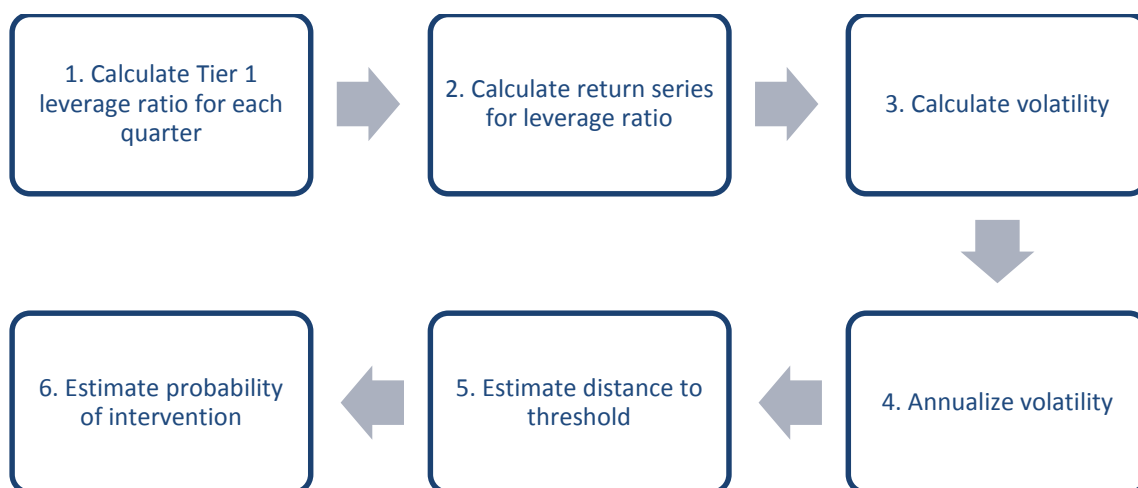 1. Calculate Tier 1
leverage ratio for each
quarter
2. Calculate return series
for leverage ratio
3. Calculate volatility
4. Annualize volatility
5. Estimate distance to
threshold
6. Estimate probability
of intervention